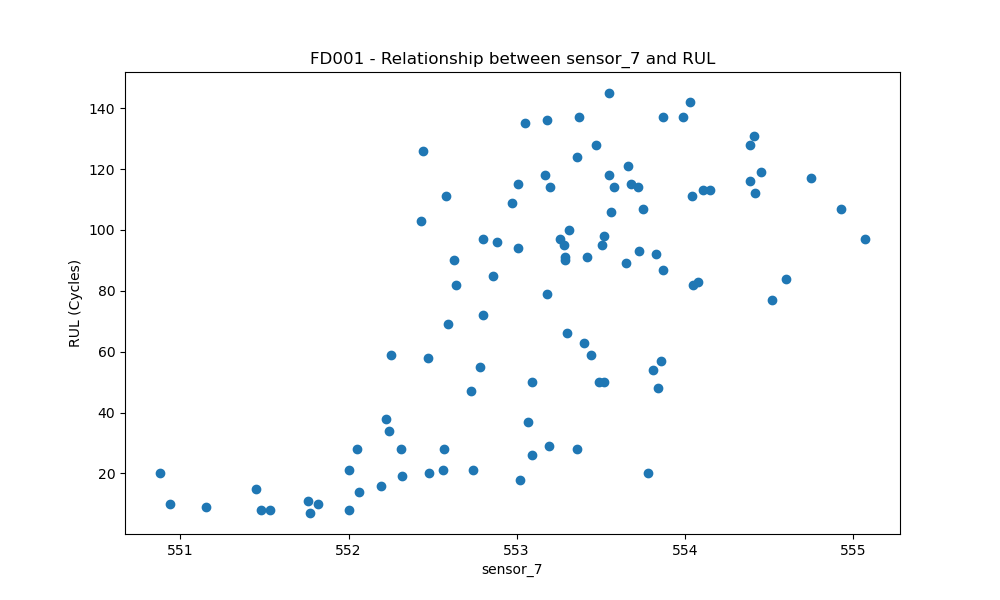 FD001 - Relationship between sensor_7 and RUL
RUL (Cycles)
140
120
100
80
60
40
20
551 552 553 554 555
sensor_7